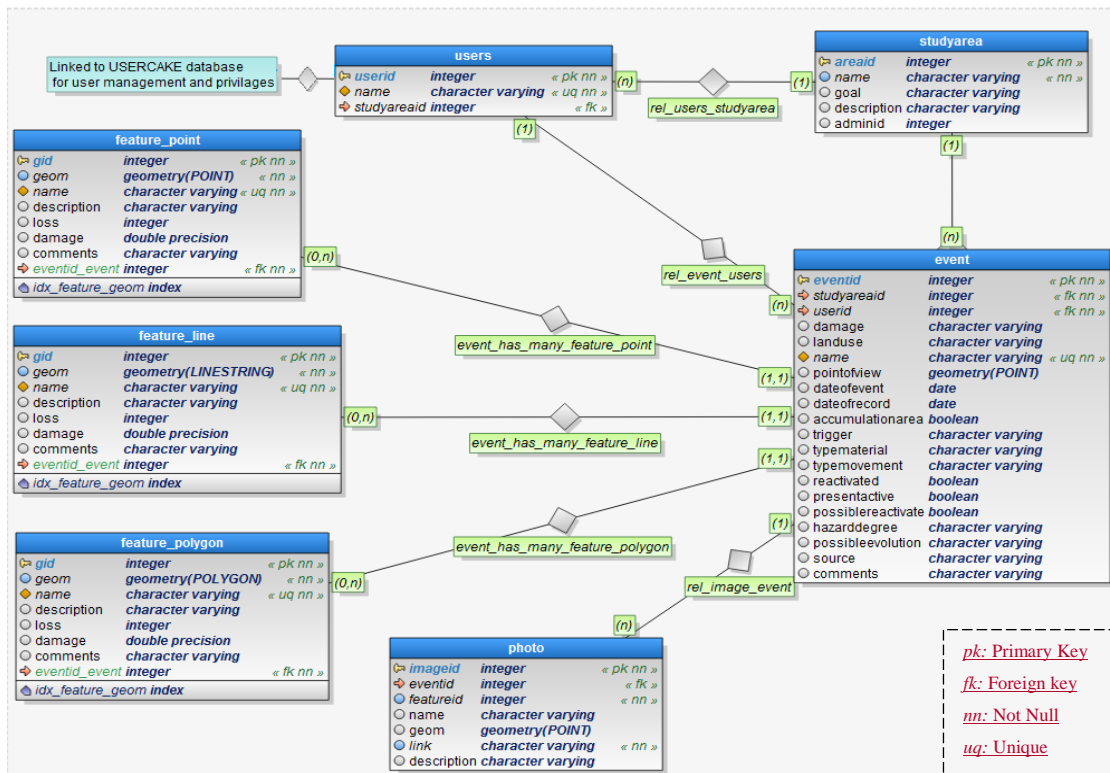 Linked to USERCAKE database
for user management and privilages
users
userid integer « pk nn »
name character varying « uq nn »
studyareaid integer « fk »
(n)
rel_users_studyarea
(1)
studyarea
areaid integer « pk nn »
name character varying « nn »
goal character varying
description character varying
adminid integer
(1)
(1)
(n)
rel_event_users
(n)
feature_point
gid integer « pk nn »
geom geometry(POINT) « nn »
name character varying « uq nn »
description character varying
loss integer
damage double precision
comments character varying
eventid_event integer « fk nn »
idx_feature_geom index
(0,n)
event_has_many_feature_point
(1,1)
feature_line
gid integer « pk nn »
geom geometry(LINESTRING) « nn »
name character varying « uq nn »
description character varying
loss integer
damage double precision
comments character varying
eventid_event integer « fk nn »
idx_feature_geom index
(0,n)
event_has_many_feature_line
(1,1)
feature_polygon
gid integer « pk nn »
geom geometry(POLYGON) « nn »
name character varying « uq nn »
description character varying
loss integer
damage double precision
comments character varying
eventid_event integer « fk nn »
idx_feature_geom index
(0,n)
event_has_many_feature_polygon
(1,1)
event
eventid integer « pk nn »
studyareaid integer « fk nn »
userid integer « fk nn »
damage character varying
landuse character varying
name character varying « uq nn »
pointofview geometry(POINT)
dateofevent date
dateofrecord date
accumulationarea boolean
trigger character varying
typematerial character varying
typemovement character varying
reactivated boolean
presentactive boolean
possiblereactivate boolean
hazarddegree character varying
possibleevolution character varying
source character varying
comments character varying
(1)
rel_image_event
(n)
photo
imageid integer « pk nn »
eventid integer « fk »
featureid integer « nn »
name character varying
geom geometry(POINT)
link character varying « nn »
description character varying
pk: Primary Key
fk: Foreign key
nn: Not Null
uq: Unique